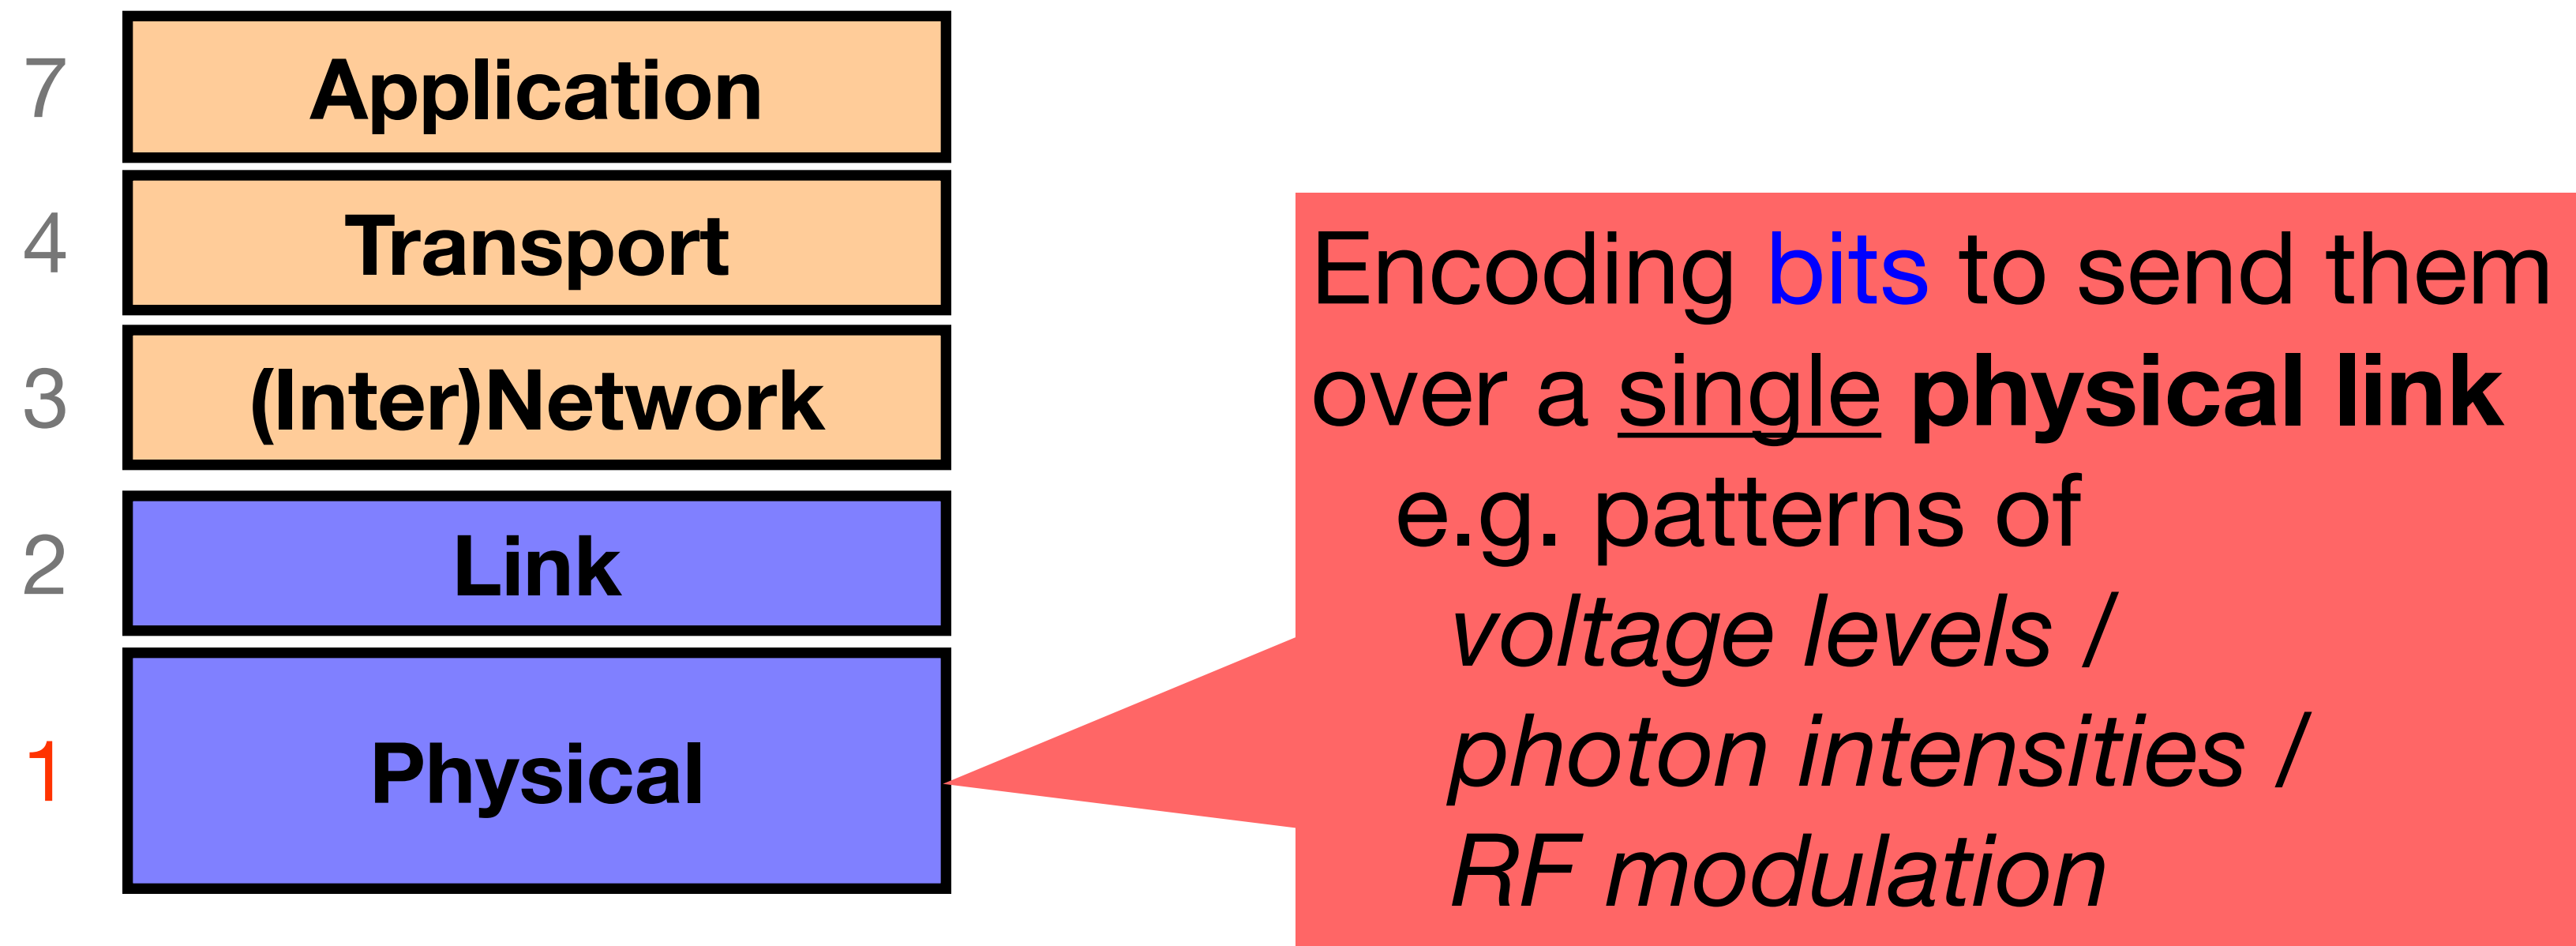 7 Application
4 Transport
3 (Inter)Network
2 Link
1 Physical
Encoding bits to send them
over a single physical link
e.g. patterns of
voltage levels /
photon intensities /
RF modulation